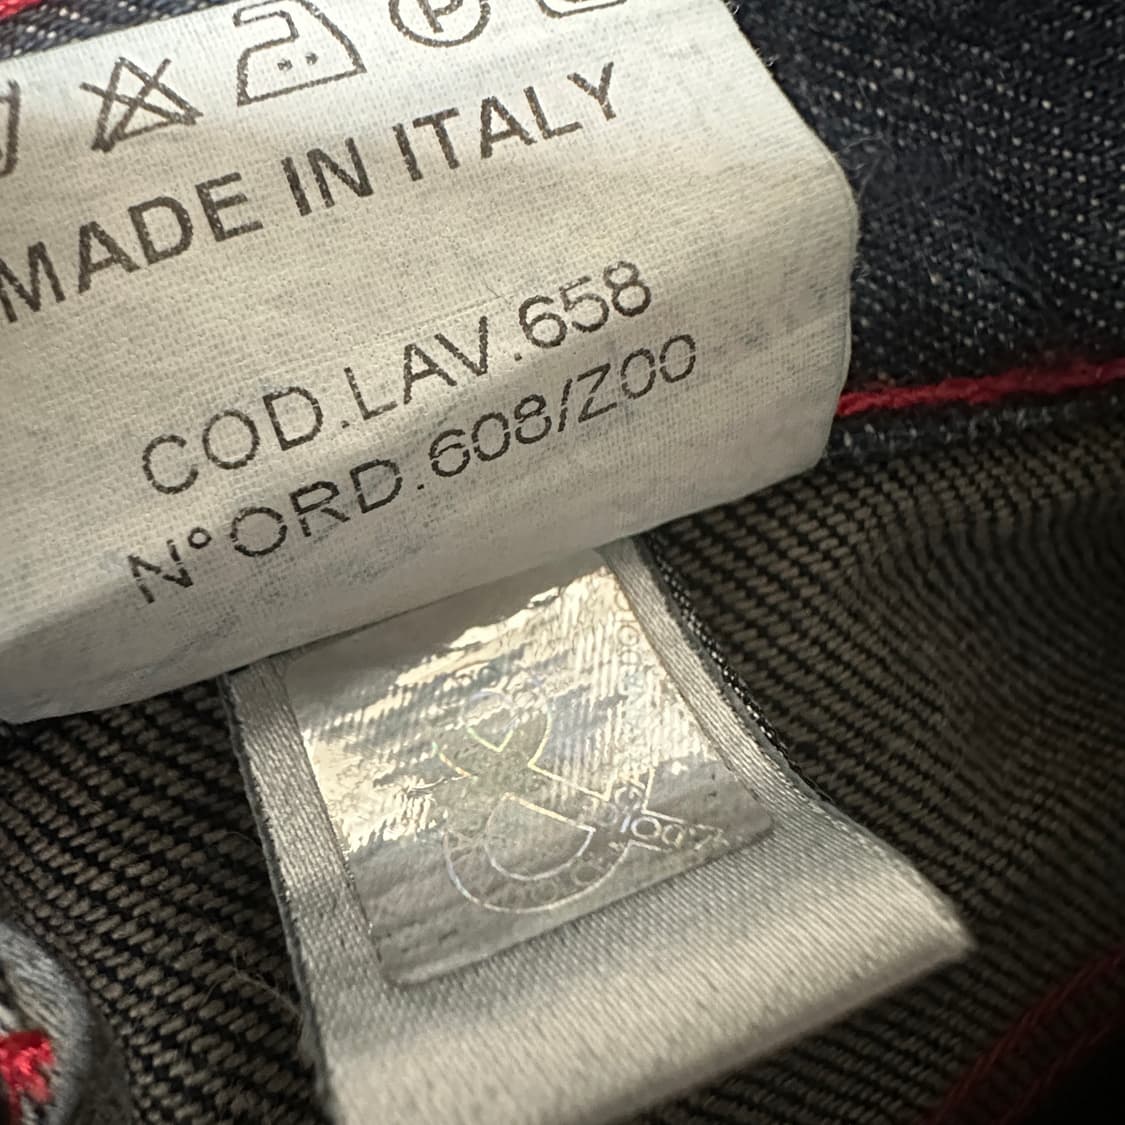 MADE IN ITALY
COD.LAV.658
N°ORD.608/Z00
&